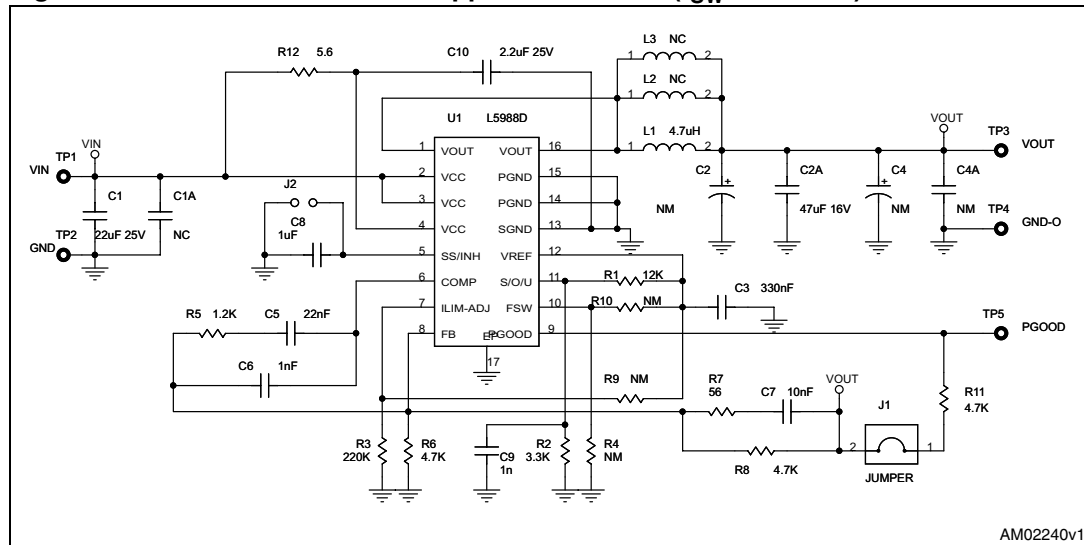 L3 NC
1 2
R12 5.6
C10 2.2uF 25V
L2 NC
1 2
U1 L5988D
L1 4.7uH
1 2
VIN
TP1
VIN
VOUT
TP3
VOUT
1 VOUT VOUT 16
2 VCC PGND 15
3 VCC PGND 14
4 VCC SGND 13
5 SS/INH VREF 12
6 COMP S/O/U 11
7 ILIM-ADJ FSW 10
8 FB PGOOD 9
EP
17
C1
22uF 25V
C1A
NC
TP2
GND
J2
C8
1uF
C2
NM
C2A
47uF 16V
C4
NM
C4A
NM
TP4
GND-O
R1 12K
R10 NM
C3 330nF
R5 1.2K
C5 22nF
C6 1nF
TP5
PGOOD
R9 NM
R7
56
C7 10nF
VOUT
J1
2 1
JUMPER
R11
4.7K
R3
220K
R6
4.7K
C9
1n
R2
3.3K
R4
NM
R8 4.7K
AM02240v1